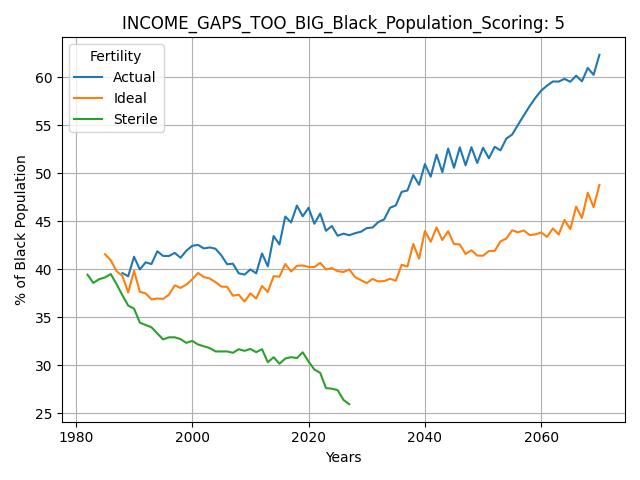 INCOME_GAPS_TOO_BIG_Black_Population_Scoring: 5
Fertility
Actual
Ideal
Sterile
% of Black Population
60
55
50
45
40
35
30
25
1980 2000 2020 2040 2060
Years